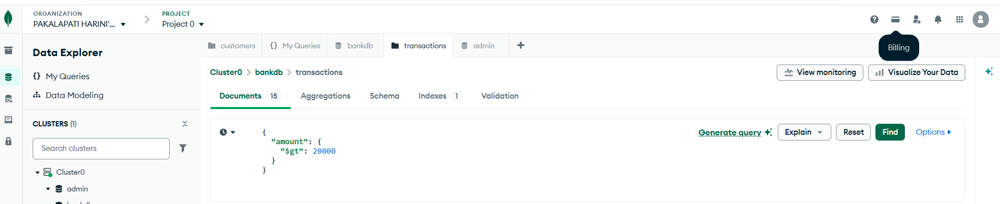 ORGANIZATION
PAKALAPATI HARINI'...
PROJECT
Project 0
Billing
Data Explorer
My Queries
Data Modeling
CLUSTERS (1)
Search clusters
Cluster0
admin
customers
{} My Queries
bankdb
transactions
admin
+
Cluster0 > bankdb > transactions
View monitoring
Visualize Your Data
Documents 15
Aggregations
Schema
Indexes 1
Validation
{
"amount": {
"$gt": 20000
}
}
Generate query
Explain
Reset
Find
Options